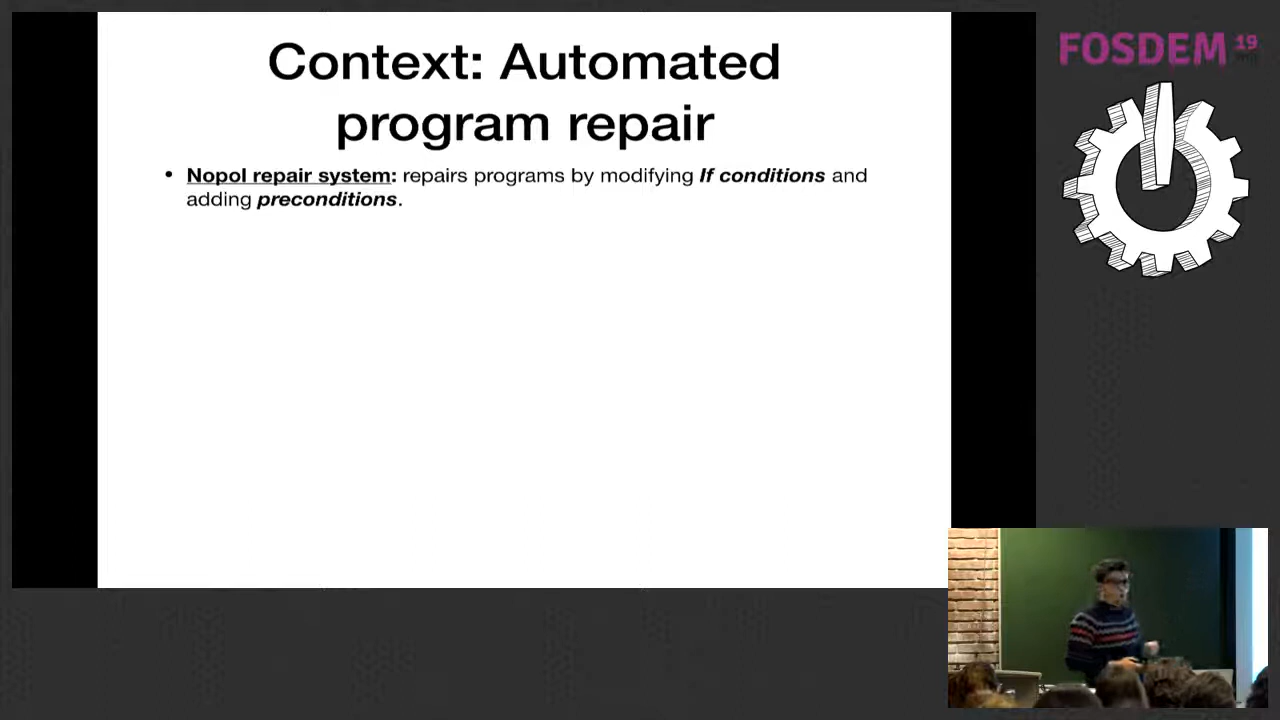 Context: Automated
program repair
• Nopol repair system: repairs programs by modifying If conditions and
adding preconditions.
FOSDEM 19